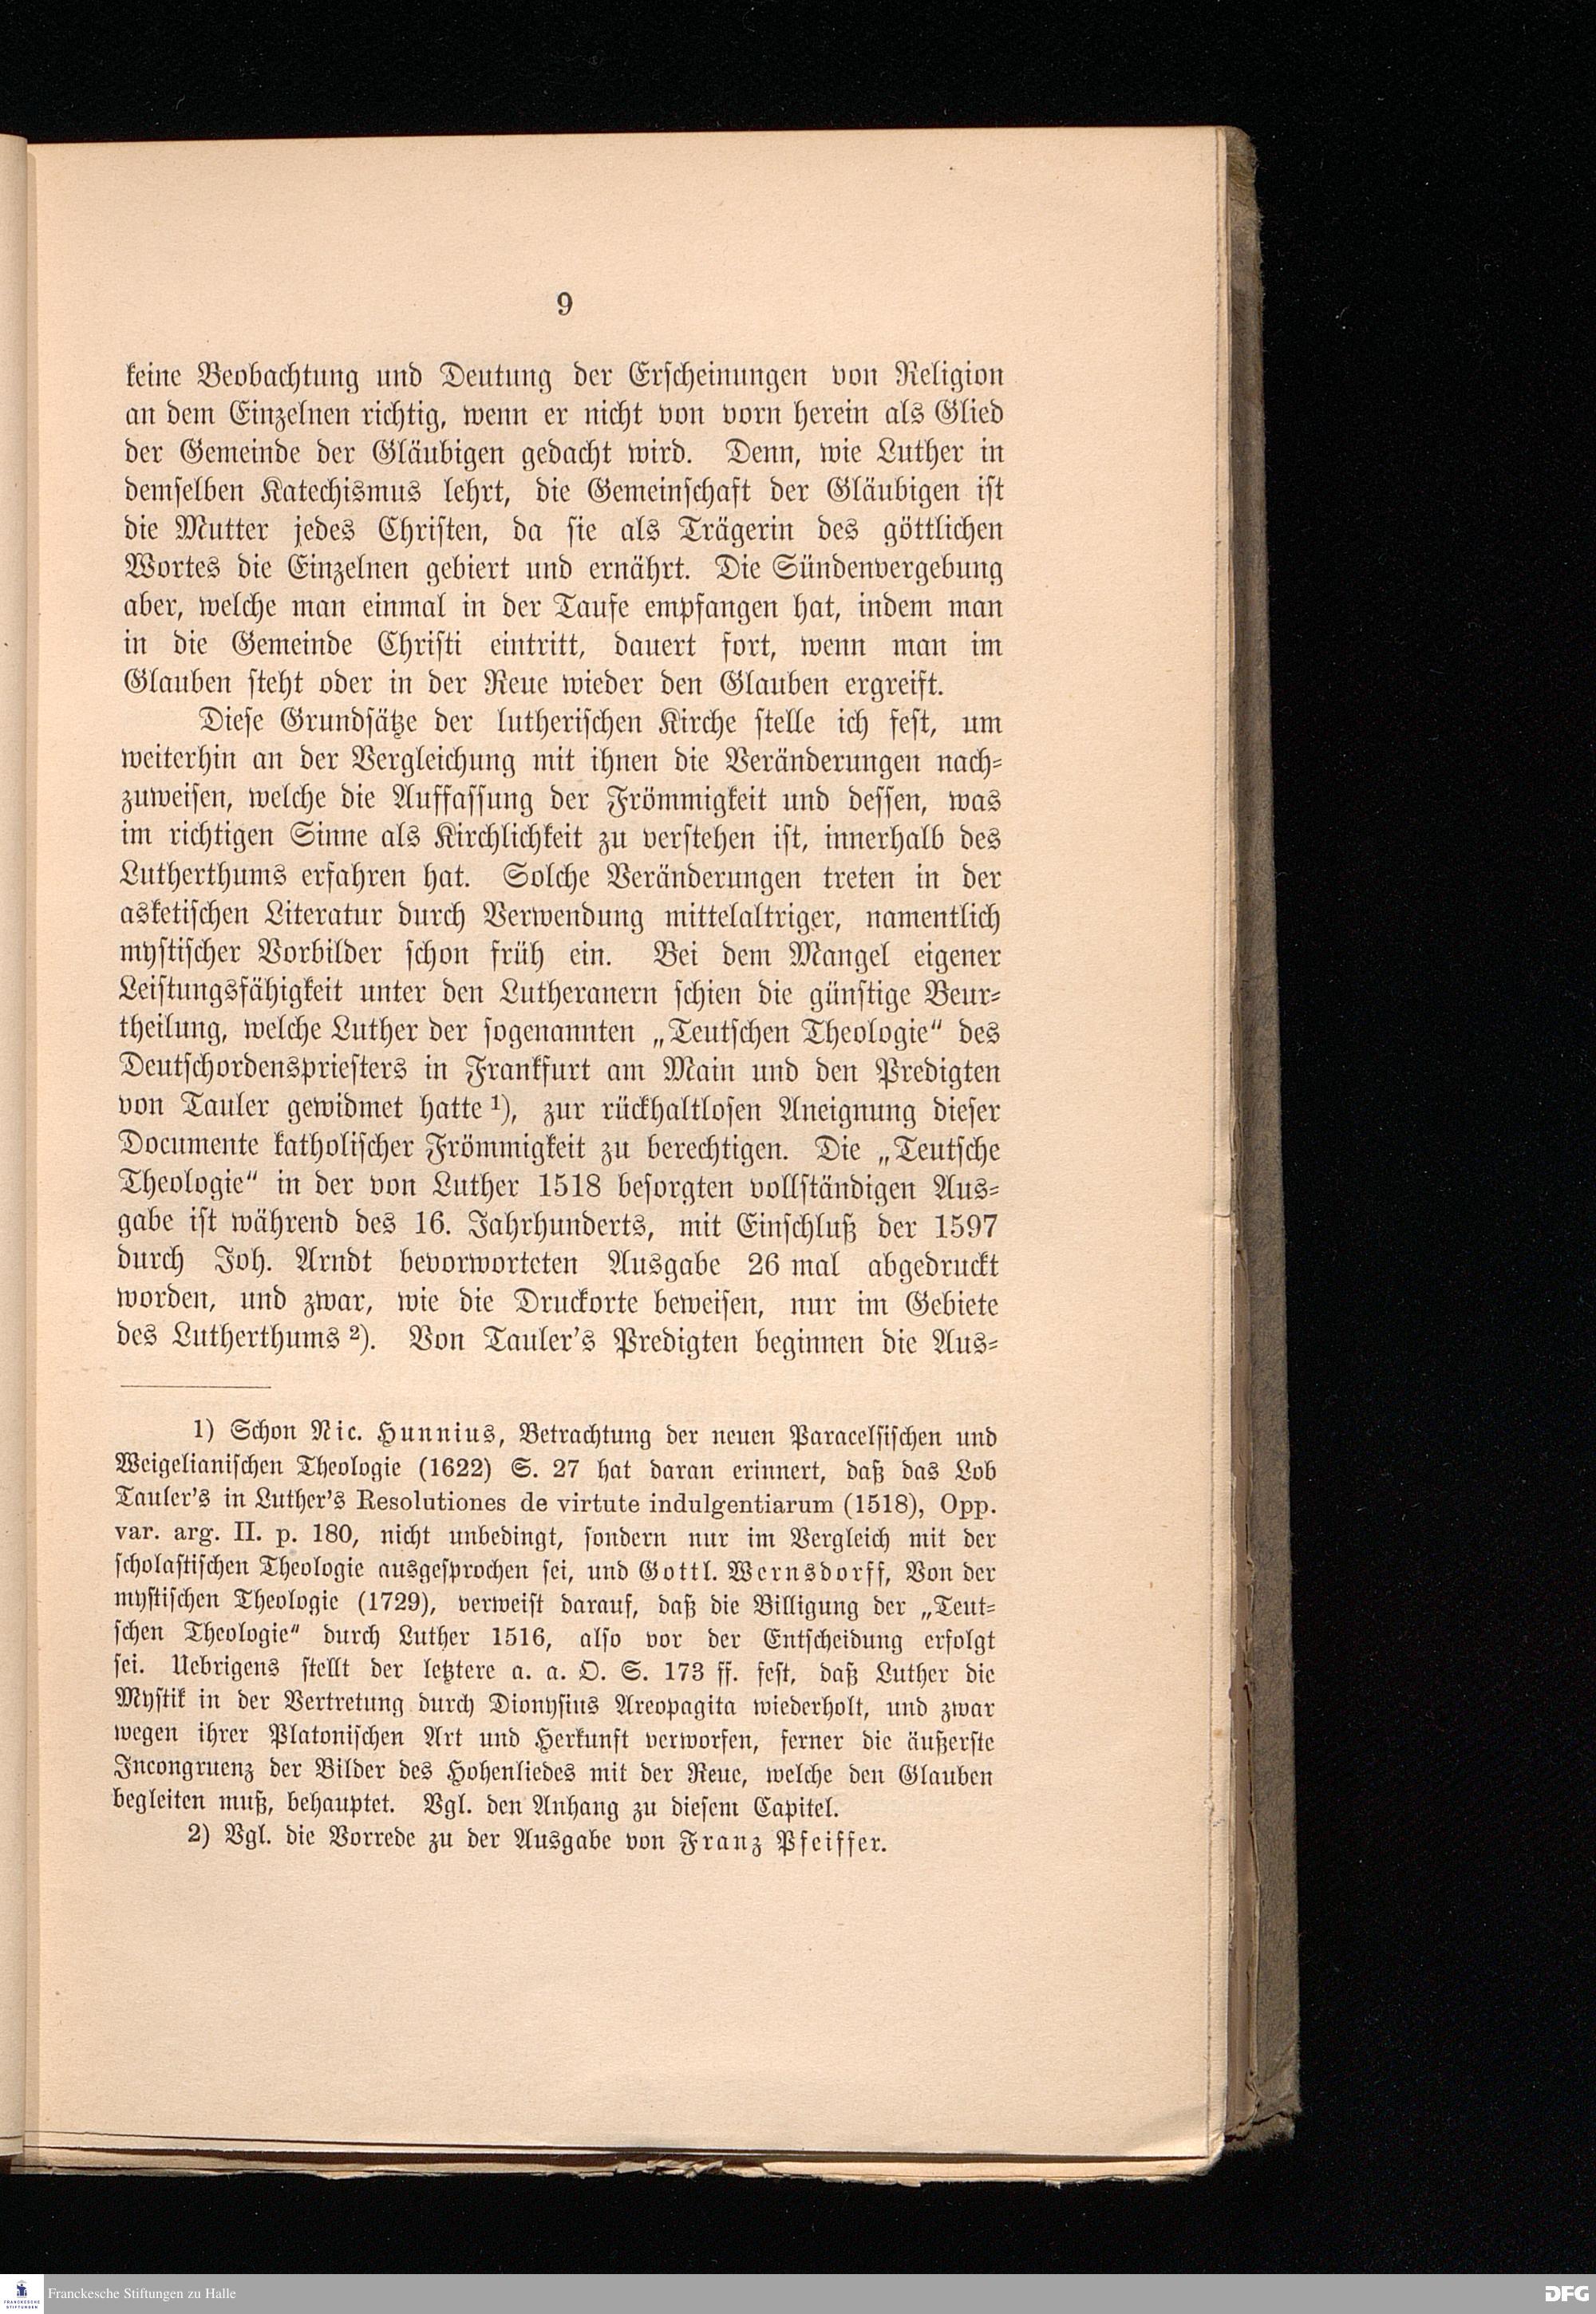 9
keine Beobachtung und Deutung der Erscheinungen von Religion
an dem Einzelnen richtig, wenn er nicht von vorn herein als Glied
der Gemeinde der Gläubigen gedacht wird. Denn, wie Luther in
demselben Katechismus lehrt, die Gemeinschaft der Gläubigen ist
die Mutter jedes Christen, da sie als Trägerin des göttlichen
Wortes die Einzelnen gebiert und ernährt. Die Sündenvergebung
aber, welche man einmal in der Taufe empfangen hat, indem man
in die Gemeinde Christi eintritt, dauert fort, wenn man im
Glauben steht oder in der Reue wieder den Glauben ergreift.
Diese Grundsätze der lutherischen Kirche stelle ich fest, um
weiterhin an der Vergleichung mit ihnen die Veränderungen nach-
zuweisen, welche die Auffassung der Frömmigkeit und dessen, was
im richtigen Sinne als Kirchlichkeit zu verstehen ist, innerhalb des
Lutherthums erfahren hat. Solche Veränderungen treten in der
asketischen Literatur durch Verwendung mittelaltriger, namentlich
mystischer Vorbilder schon früh ein. Bei dem Mangel eigener
Leistungsfähigkeit unter den Lutheranern schien die günstige Beur-
theilung, welche Luther der sogenannten „Teutschen Theologie“ des
Deutschordenspriesters in Frankfurt am Main und den Predigten
von Tauler gewidmet hatte ¹), zur rückhaltlosen Aneignung dieser
Documente katholischer Frömmigkeit zu berechtigen. Die „Teutsche
Theologie“ in der von Luther 1518 besorgten vollständigen Aus-
gabe ist während des 16. Jahrhunderts, mit Einschluß der 1597
durch Joh. Arndt bevorworteten Ausgabe 26 mal abgedruckt
worden, und zwar, wie die Druckorte beweisen, nur im Gebiete
des Lutherthums ²). Von Tauler's Predigten beginnen die Aus-
1) Schon Nic. Hunnius, Betrachtung der neuen Paracelsischen und
Weigelianischen Theologie (1622) S. 27 hat daran erinnert, daß das Lob
Tauler's in Luther's Resolutiones de virtute indulgentiarum (1518), Opp.
var. arg. II. p. 180, nicht unbedingt, sondern nur im Vergleich mit der
scholastischen Theologie ausgesprochen sei, und Gottl. Wernsdorff, Von der
mystischen Theologie (1729), verweist darauf, daß die Billigung der „Teut-
schen Theologie“ durch Luther 1516, also vor der Entscheidung erfolgt
sei. Uebrigens stellt der letztere a. a. O. S. 173 ff. fest, daß Luther die
Mystik in der Vertretung durch Dionysius Areopagita wiederholt, und zwar
wegen ihrer Platonischen Art und Herkunft verworfen, ferner die äußerste
Incongruenz der Bilder des Hohenliedes mit der Reue, welche den Glauben
begleiten muß, behauptet. Vgl. den Anhang zu diesem Capitel.
2) Vgl. die Vorrede zu der Ausgabe von Franz Pfeiffer.
FRANCKESCHE
STIFTUNGEN
Franckesche Stiftungen zu Halle
DFG